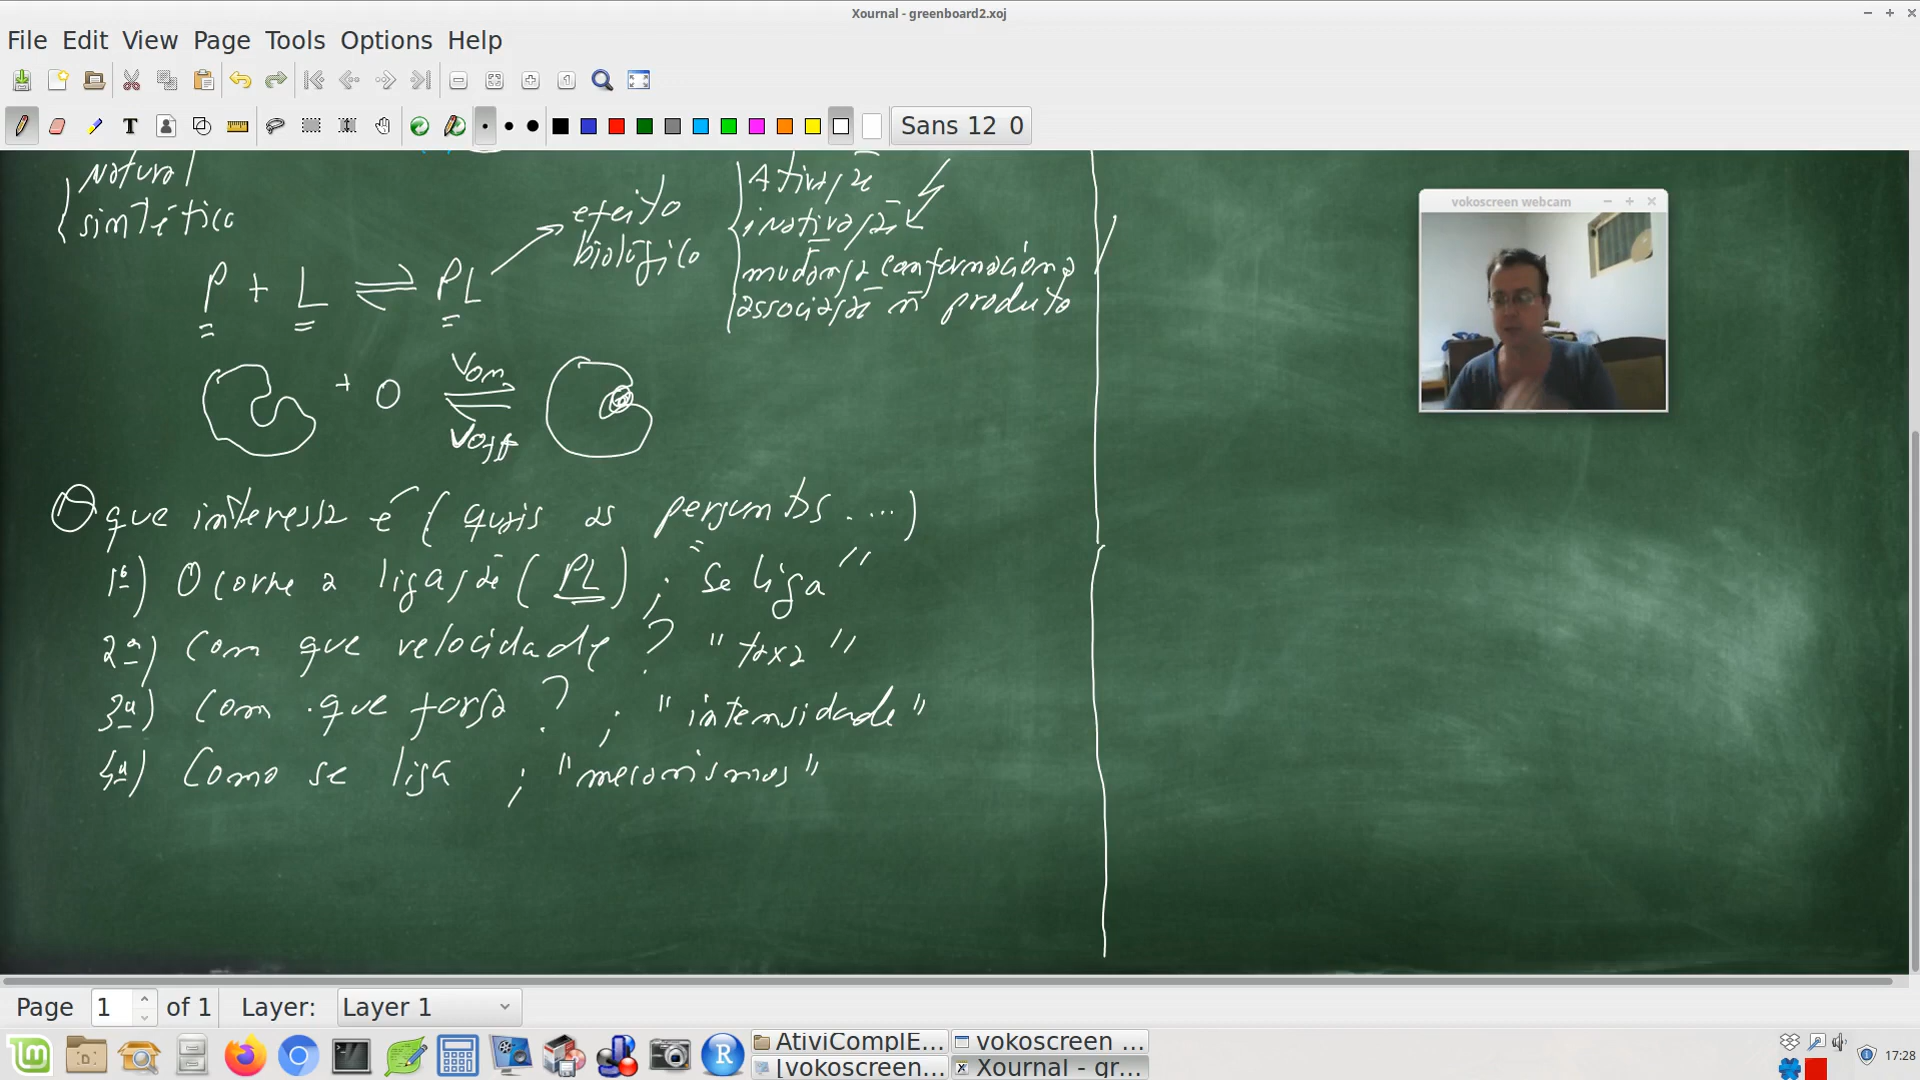 Xournal - greenboard2.xoj
File Edit View Page Tools Options Help
Sans 12 0
Natural
sintético
efeito
biológico
Ativação
inativação
mudança conformacional
associação ñ produto
P + L ⇌ PL
+ O
Von
Voff
O que interessa é ( quais as perguntas ....)
1ª) Ocorre a ligação ( PL ) ; "Se liga"
2ª) Com que velocidade ? "taxa"
3ª) Com que força ? ; "intensidade"
4ª) Como se liga ; "mecanismos"
vokoscreen webcam
Page 1 of 1 Layer: Layer 1
AtiviComplE...
vokoscreen ...
[vokoscreen...
Xournal - gr...
17:28